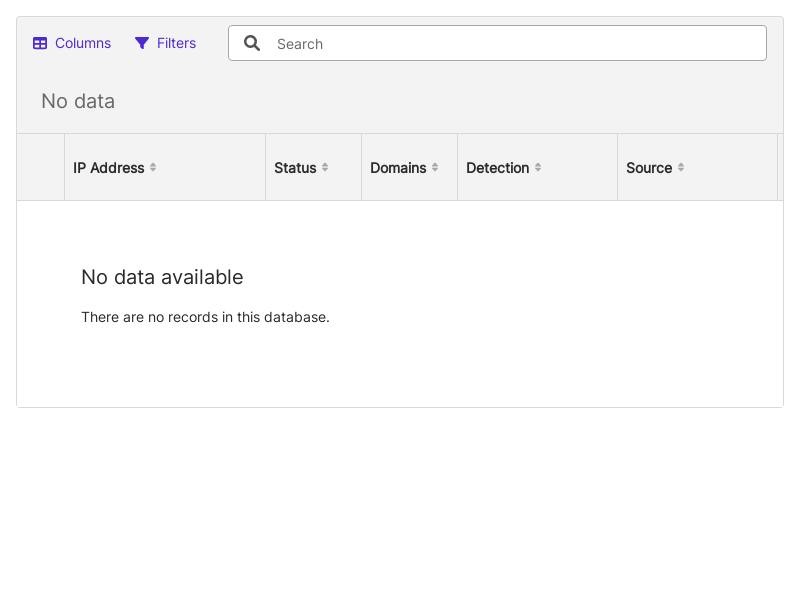 Columns Filters Search
No data
IP Address Status Domains Detection Source
No data available
There are no records in this database.